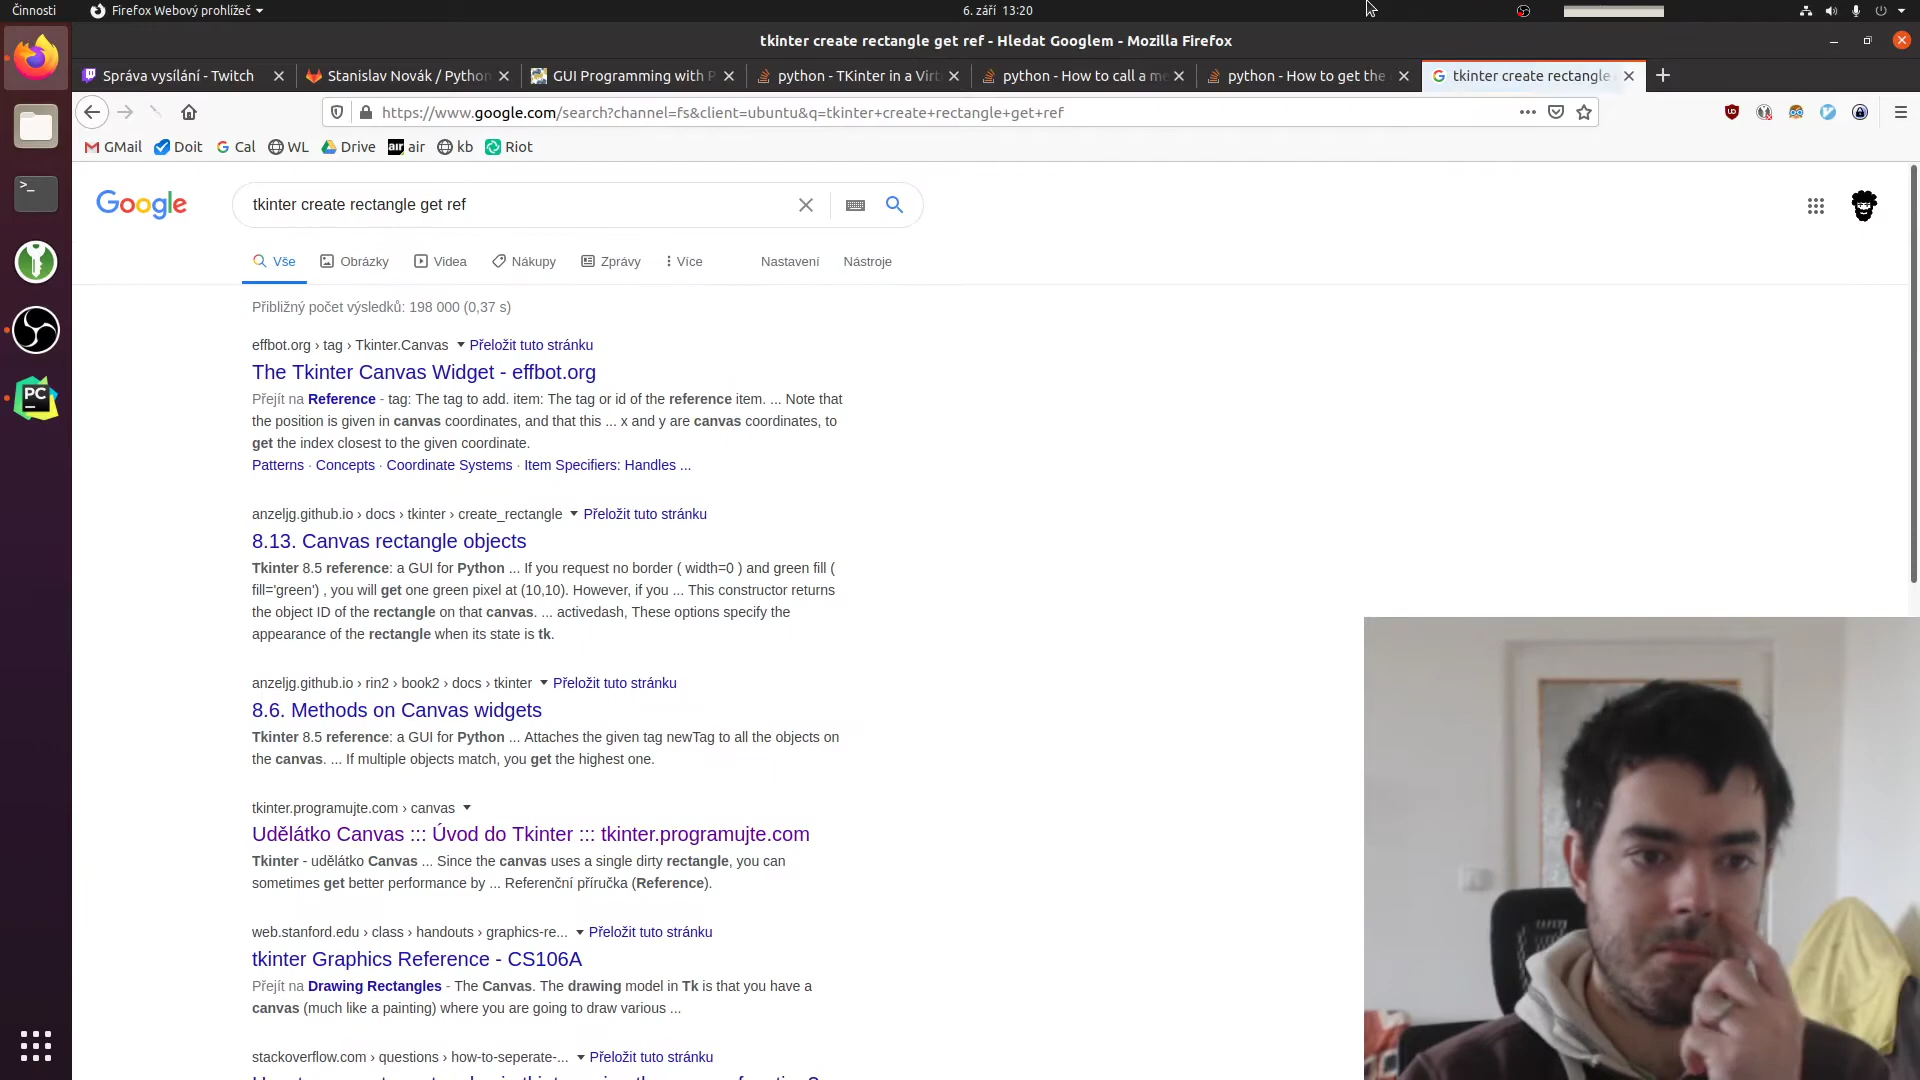 Činnosti
Firefox Webový prohlížeč
6. září 13:20
tkinter create rectangle get ref - Hledat Googlem - Mozilla Firefox
Správa vysílání - Twitch
Stanislav Novák / Python
GUI Programming with P
python - TKinter in a Virt
python - How to call a me
python - How to get the
tkinter create rectangle
https://www.google.com/search?channel=fs&client=ubuntu&q=tkinter+create+rectangle+get+ref
GMail
Doit
Cal
WL
Drive
air
kb
Riot
Google
tkinter create rectangle get ref
Vše
Obrázky
Videa
Nákupy
Zprávy
Více
Nastavení
Nástroje
Přibližný počet výsledků: 198 000 (0,37 s)
effbot.org › tag › Tkinter.Canvas Přeložit tuto stránku
The Tkinter Canvas Widget - effbot.org
Přejít na Reference - tag: The tag to add. item: The tag or id of the reference item. ... Note that
the position is given in canvas coordinates, and that this ... x and y are canvas coordinates, to
get the index closest to the given coordinate.
Patterns · Concepts · Coordinate Systems · Item Specifiers: Handles ...
anzeljg.github.io › docs › tkinter › create_rectangle Přeložit tuto stránku
8.13. Canvas rectangle objects
Tkinter 8.5 reference: a GUI for Python ... If you request no border ( width=0 ) and green fill (
fill='green') , you will get one green pixel at (10,10). However, if you ... This constructor returns
the object ID of the rectangle on that canvas. ... activedash, These options specify the
appearance of the rectangle when its state is tk.
anzeljg.github.io › rin2 › book2 › docs › tkinter Přeložit tuto stránku
8.6. Methods on Canvas widgets
Tkinter 8.5 reference: a GUI for Python ... Attaches the given tag newTag to all the objects on
the canvas. ... If multiple objects match, you get the highest one.
tkinter.programujte.com › canvas
Udělátko Canvas ::: Úvod do Tkinter ::: tkinter.programujte.com
Tkinter - udělátko Canvas ... Since the canvas uses a single dirty rectangle, you can
sometimes get better performance by ... Referenční příručka (Reference).
web.stanford.edu › class › handouts › graphics-re... Přeložit tuto stránku
tkinter Graphics Reference - CS106A
Přejít na Drawing Rectangles - The Canvas. The drawing model in Tk is that you have a
canvas (much like a painting) where you are going to draw various ...
stackoverflow.com › questions › how-to-seperate-... Přeložit tuto stránku
PC